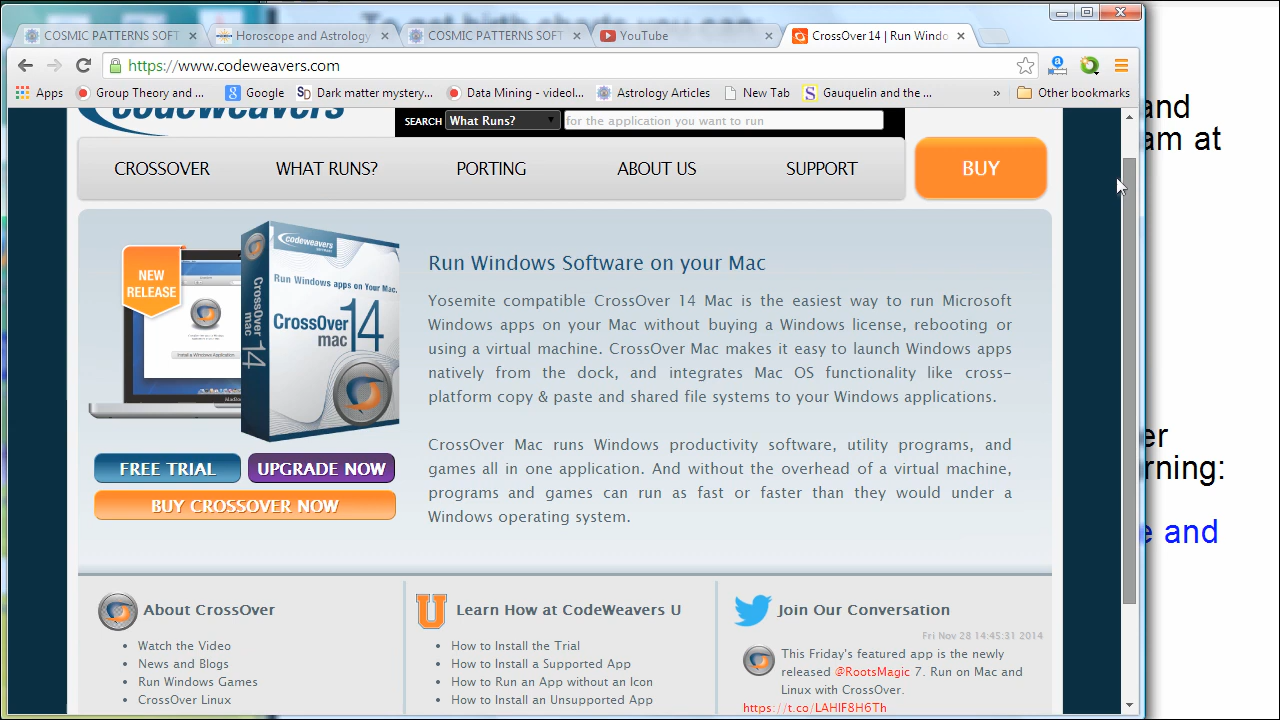 COSMIC PATTERNS SOFT
Horoscope and Astrology
COSMIC PATTERNS SOFT
YouTube
CrossOver 14 | Run Windo
https://www.codeweavers.com
Apps
Group Theory and ...
Google
Dark matter mystery...
Data Mining - videol...
Astrology Articles
New Tab
Gauquelin and the ...
»
Other bookmarks
codeweavers
SEARCH
What Runs?
for the application you want to run
CROSSOVER
WHAT RUNS?
PORTING
ABOUT US
SUPPORT
BUY
NEW
RELEASE
Install a Windows Application
codeweavers
Run Windows apps on Your Mac.
CrossOver
mac
14
CrossOver
mac
14
Run Windows Software on your Mac
Yosemite compatible CrossOver 14 Mac is the easiest way to run Microsoft
Windows apps on your Mac without buying a Windows license, rebooting or
using a virtual machine. CrossOver Mac makes it easy to launch Windows apps
natively from the dock, and integrates Mac OS functionality like cross-
platform copy & paste and shared file systems to your Windows applications.
CrossOver Mac runs Windows productivity software, utility programs, and
games all in one application. And without the overhead of a virtual machine,
programs and games can run as fast or faster than they would under a
Windows operating system.
FREE TRIAL
UPGRADE NOW
BUY CROSSOVER NOW
About CrossOver
Watch the Video
News and Blogs
Run Windows Games
CrossOver Linux
Learn How at CodeWeavers U
How to Install the Trial
How to Install a Supported App
How to Run an App without an Icon
How to Install an Unsupported App
Join Our Conversation
Fri Nov 28 14:45:31 2014
This Friday's featured app is the newly
released @RootsMagic 7. Run on Mac and
Linux with CrossOver.
https://t.co/LAHIF8H6Th
and
am at
er
rning:
e and